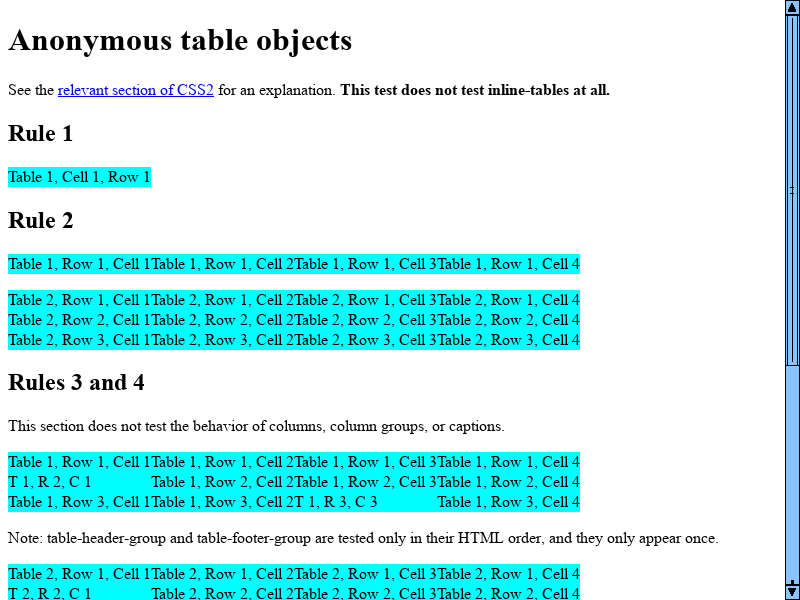 Anonymous table objects
See the relevant section of CSS2 for an explanation. This test does not test inline-tables at all.
Rule 1
Table 1, Cell 1, Row 1
Rule 2
Table 1, Row 1, Cell 1Table 1, Row 1, Cell 2Table 1, Row 1, Cell 3Table 1, Row 1, Cell 4
Table 2, Row 1, Cell 1Table 2, Row 1, Cell 2Table 2, Row 1, Cell 3Table 2, Row 1, Cell 4
Table 2, Row 2, Cell 1Table 2, Row 2, Cell 2Table 2, Row 2, Cell 3Table 2, Row 2, Cell 4
Table 2, Row 3, Cell 1Table 2, Row 3, Cell 2Table 2, Row 3, Cell 3Table 2, Row 3, Cell 4
Rules 3 and 4
This section does not test the behavior of columns, column groups, or captions.
Table 1, Row 1, Cell 1Table 1, Row 1, Cell 2Table 1, Row 1, Cell 3Table 1, Row 1, Cell 4
T 1, R 2, C 1 Table 1, Row 2, Cell 2Table 1, Row 2, Cell 3Table 1, Row 2, Cell 4
Table 1, Row 3, Cell 1Table 1, Row 3, Cell 2T 1, R 3, C 3 Table 1, Row 3, Cell 4
Note: table-header-group and table-footer-group are tested only in their HTML order, and they only appear once.
Table 2, Row 1, Cell 1Table 2, Row 1, Cell 2Table 2, Row 1, Cell 3Table 2, Row 1, Cell 4
T 2, R 2, C 1 Table 2, Row 2, Cell 2Table 2, Row 2, Cell 3Table 2, Row 2, Cell 4